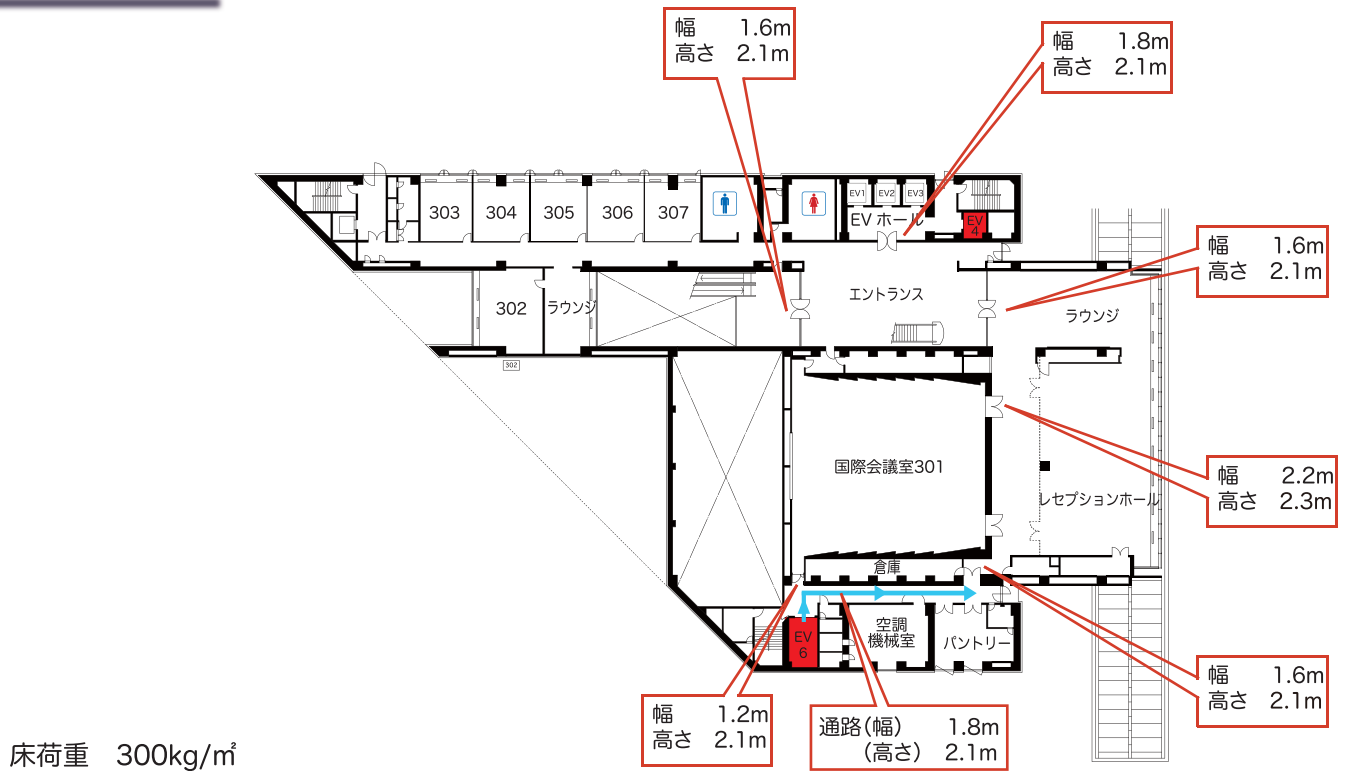 幅 1.6m
高さ 2.1m
幅 1.8m
高さ 2.1m
303
304
305
306
307
EV1
EV2
EV3
EV ホール
EV
4
幅 1.6m
高さ 2.1m
302
ラウンジ
エントランス
ラウンジ
302
国際会議室301
レセプションホール
幅 2.2m
高さ 2.3m
倉庫
EV
6
空調
機械室
パントリー
幅 1.6m
高さ 2.1m
幅 1.2m
高さ 2.1m
通路(幅) 1.8m
(高さ) 2.1m
床荷重 300kg/㎡